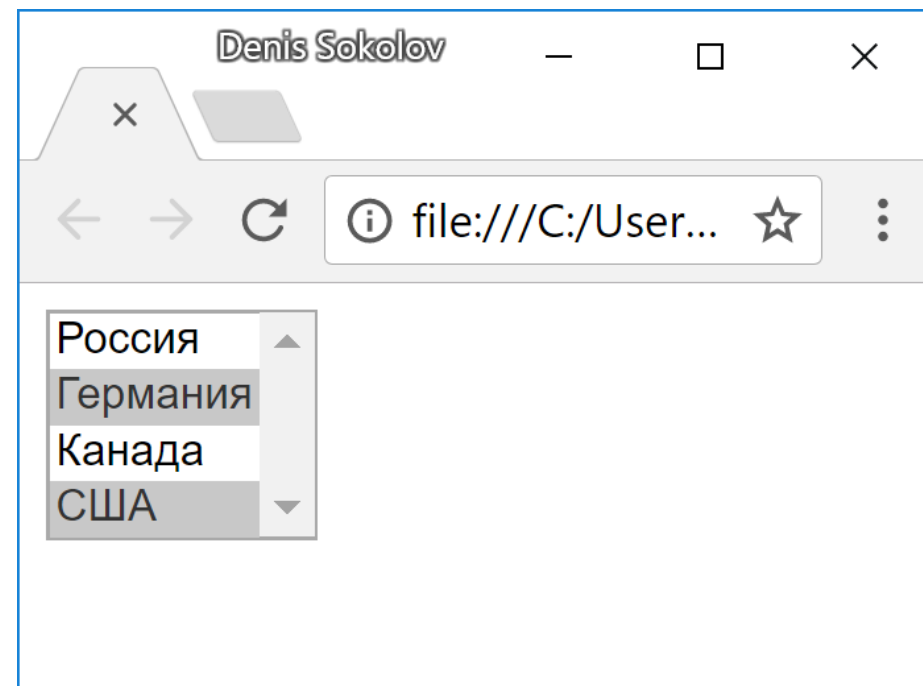 Denis Sokolov
file:///C:/User...
Россия
Германия
Канада
США